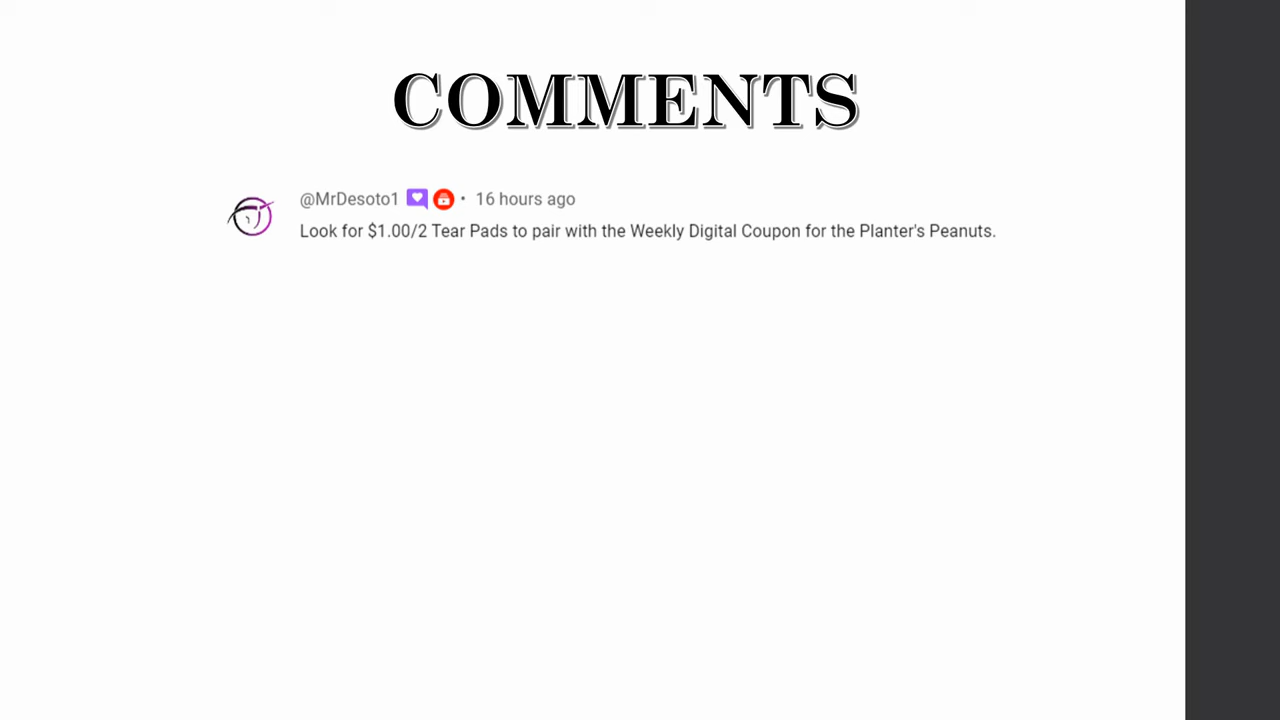 COMMENTS
@MrDesoto1 • 16 hours ago
Look for $1.00/2 Tear Pads to pair with the Weekly Digital Coupon for the Planter's Peanuts.